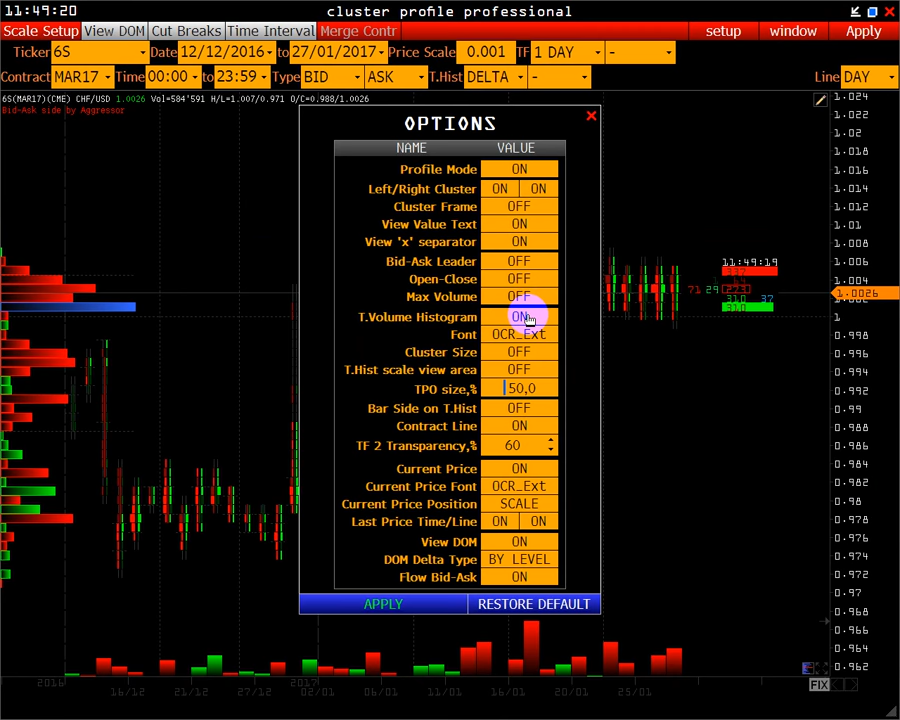 11:49:20 cluster profile professional
Scale Setup View DOM Cut Breaks Time Interval Merge Contr setup window Apply
Ticker 6S Date 12/12/2016 to 27/01/2017 Price Scale 0.001 TF 1 DAY -
Contract MAR17 Time 00:00 to 23:59 Type BID ASK T.Hist DELTA - Line DAY
6S(MAR17)(CME) CHF/USD 1.0026 Vol=584'591 H/L=1.007/0.971 O/C=0.988/1.0026
Bid-Ask side by Aggressor
OPTIONS
NAME VALUE
Profile Mode ON
Left/Right Cluster ON ON
Cluster Frame OFF
View Value Text ON
View 'x' separator ON
Bid-Ask Leader OFF
Open-Close OFF
Max Volume OFF
T.Volume Histogram ON
Font OCR_Ext
Cluster Size OFF
T.Hist scale view area OFF
TPO size,% 50,0
Bar Side on T.Hist OFF
Contract Line ON
TF 2 Transparency,% 60
Current Price ON
Current Price Font OCR_Ext
Current Price Position SCALE
Last Price Time/Line ON ON
View DOM ON
DOM Delta Type BY LEVEL
Flow Bid-Ask ON
APPLY RESTORE DEFAULT
11:49:19
71 29 273
310 37
310
1.024
1.022
1.02
1.018
1.016
1.014
1.012
1.01
1.008
1.006
1.004
1.0026
1
0.998
0.996
0.994
0.992
0.99
0.988
0.986
0.984
0.982
0.98
0.978
0.976
0.974
0.972
0.97
0.968
0.966
0.964
0.962
FIX
2016 16/12 21/12 27/12 2017 02/01 06/01 11/01 16/01 20/01 25/01